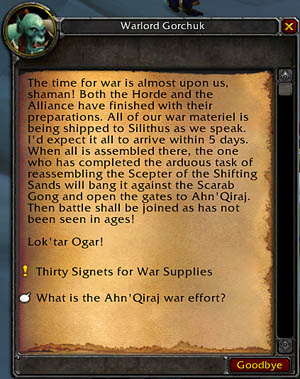 Warlord Gorchuk
The time for war is almost upon us,
shaman! Both the Horde and the
Alliance have finished with their
preparations. All of our war materiel is
being shipped to Silithus as we speak.
I'd expect it all to arrive within 5 days.
When all is assembled there, the one
who has completed the arduous task of
reassembling the Scepter of the Shifting
Sands will bang it against the Scarab
Gong and open the gates to Ahn'Qiraj.
Then battle shall be joined as has not
been seen in ages!
Lok'tar Ogar!
Thirty Signets for War Supplies
What is the Ahn'Qiraj war effort?
Goodbye